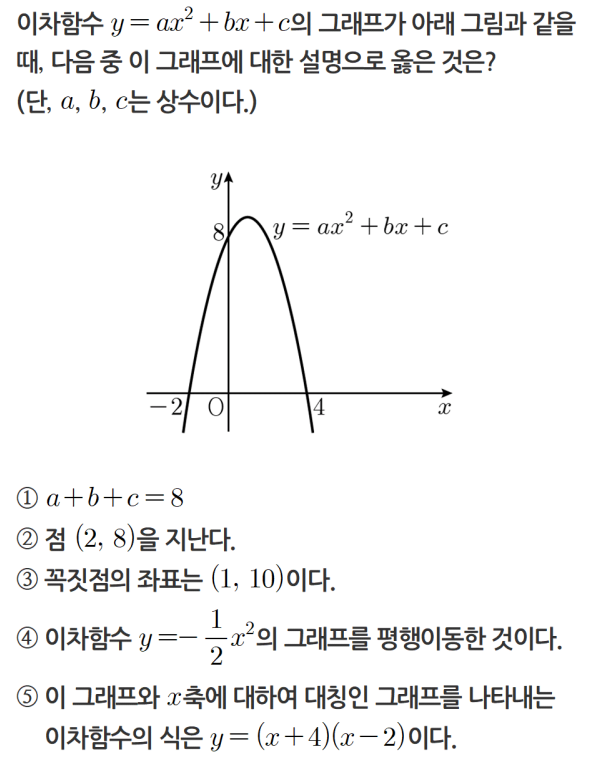 이차함수 y = ax² + bx + c의 그래프가 아래 그림과 같을
때, 다음 중 이 그래프에 대한 설명으로 옳은 것은?
(단, a, b, c는 상수이다.)
y
8
y = ax² + bx + c
−2
O
4
x
① a + b + c = 8
② 점 (2, 8)을 지난다.
③ 꼭짓점의 좌표는 (1, 10)이다.
④ 이차함수 y = − 1/2 x²의 그래프를 평행이동한 것이다.
⑤ 이 그래프와 x축에 대하여 대칭인 그래프를 나타내는
이차함수의 식은 y = (x + 4)(x − 2)이다.